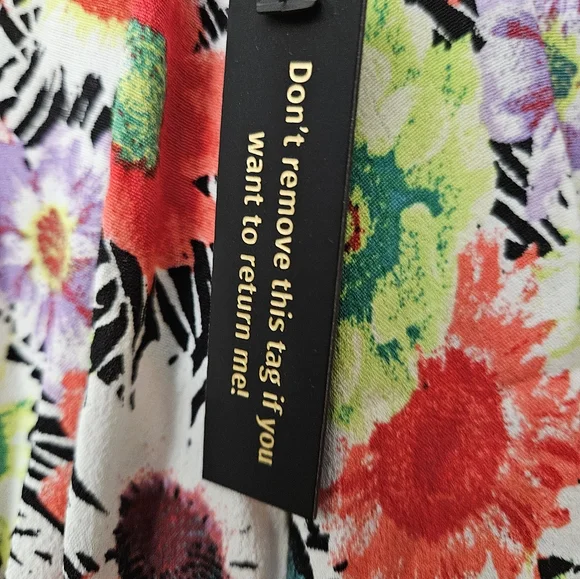 Don't remove this tag if you
want to return me!